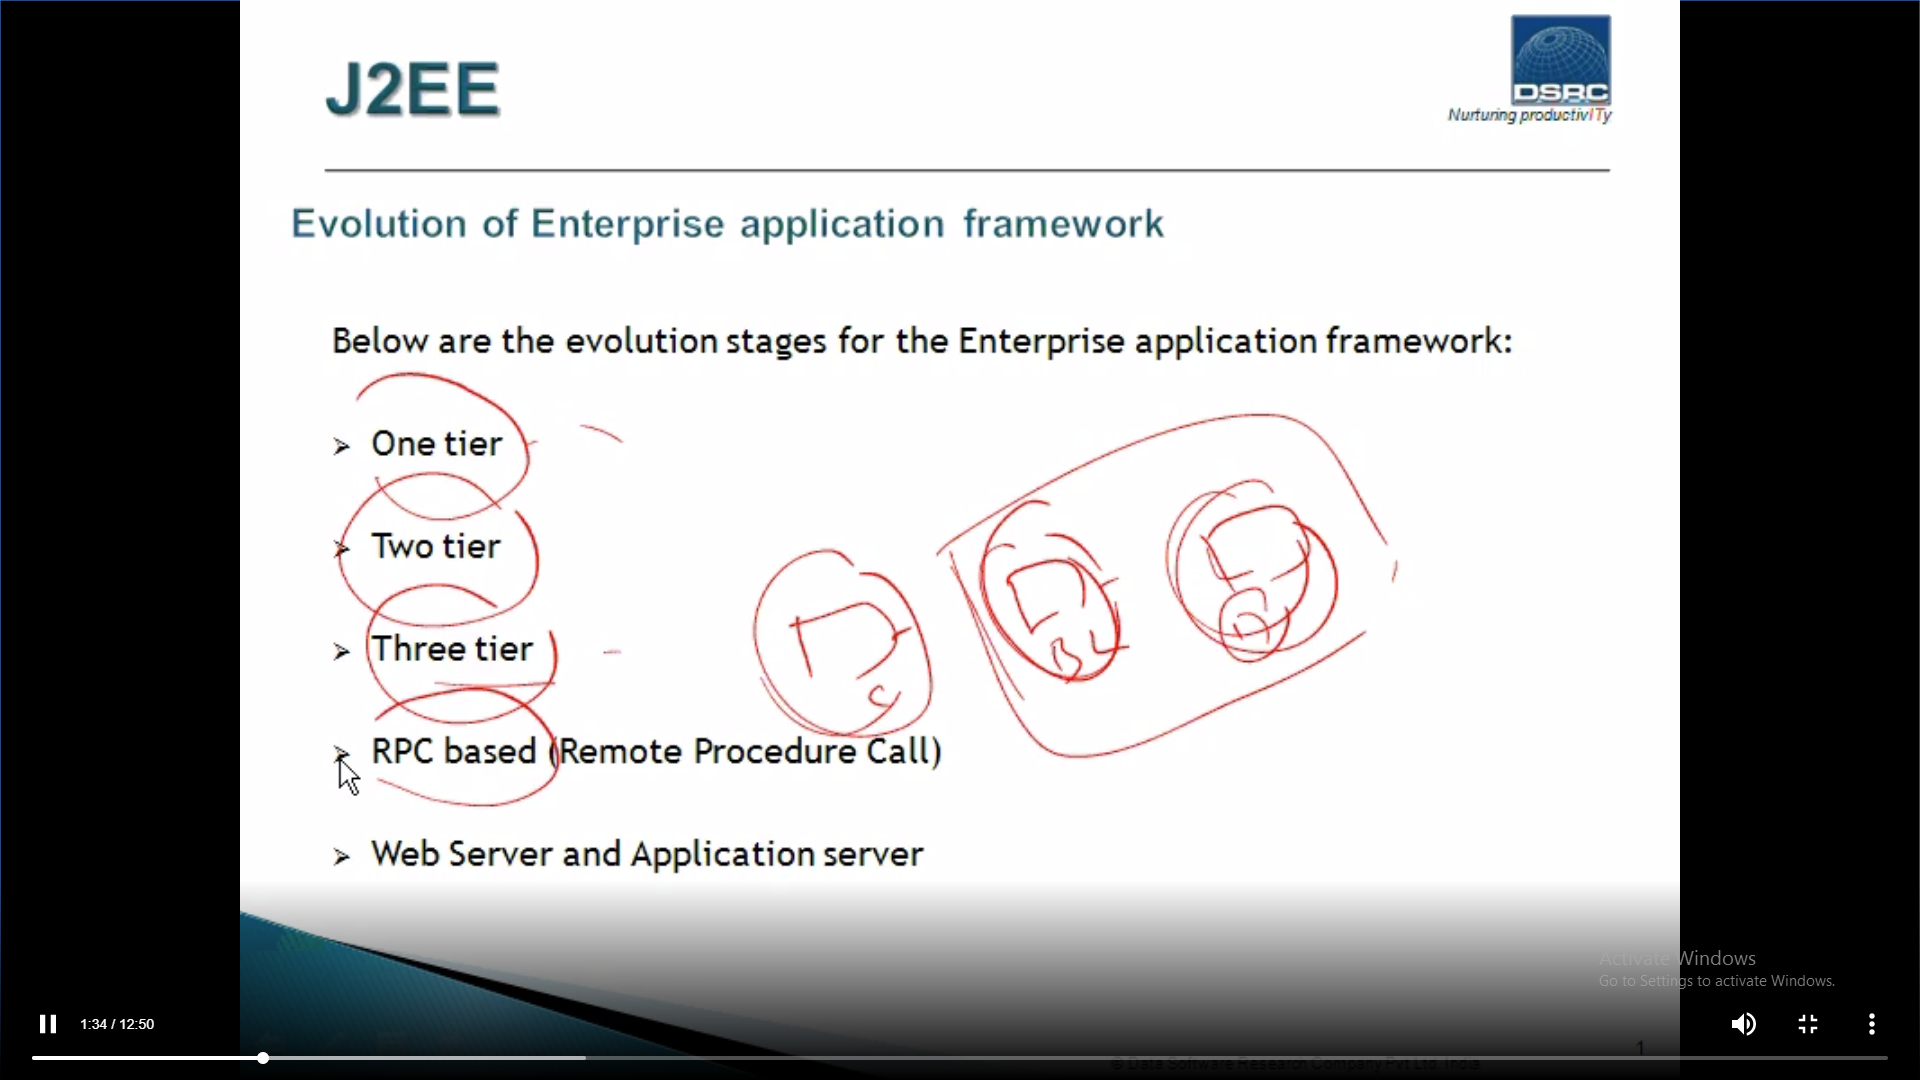 J2EE
DSRC
Nurturing productivITy
Evolution of Enterprise application framework
Below are the evolution stages for the Enterprise application framework:
➢ One tier
➢ Two tier
➢ Three tier
➢ RPC based (Remote Procedure Call)
➢ Web Server and Application server
BL
Activate Windows
Go to Settings to activate Windows.
1:34 / 12:50
1
© Data Software Research Company Pvt Ltd. India